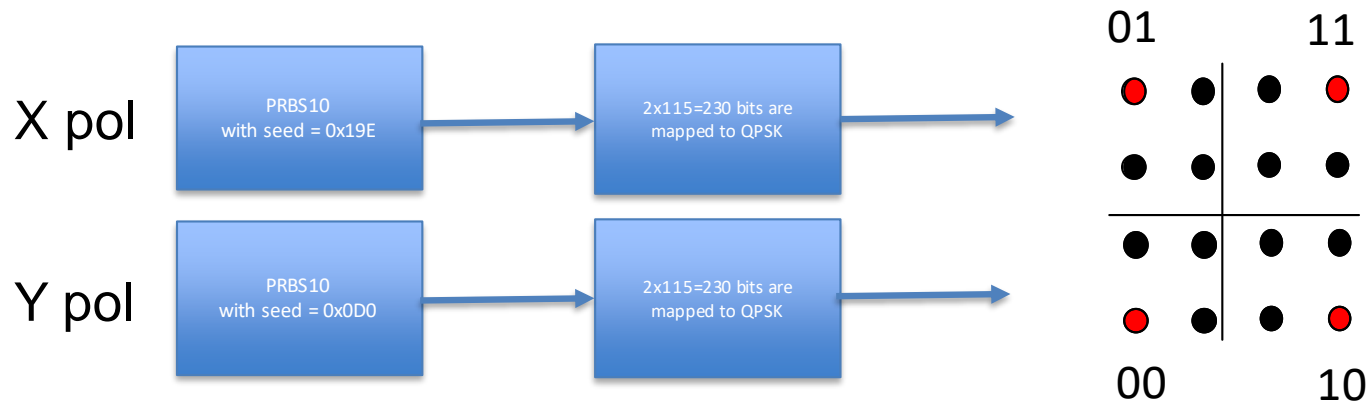 01 11
X pol
PRBS10
with seed = 0x19E
2x115=230 bits are
mapped to QPSK
Y pol
PRBS10
with seed = 0x0D0
2x115=230 bits are
mapped to QPSK
00 10